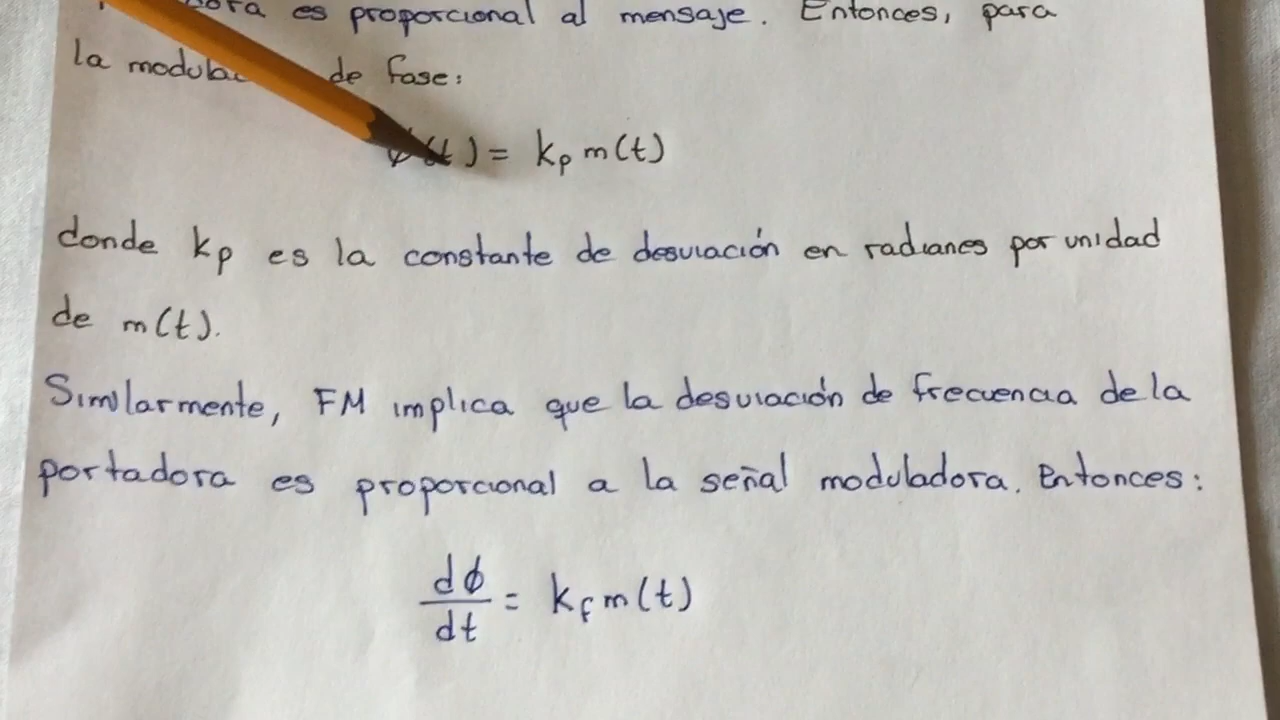 es proporcional al mensaje. Entonces, para
la de fase:
ϕ(t) = kp m(t)
donde kp es la constante de desviación en radianes por unidad
de m(t).
Similarmente, FM implica que la desviación de frecuencia de la
portadora es proporcional a la señal moduladora. Entonces:
dϕ/dt = kf m(t)